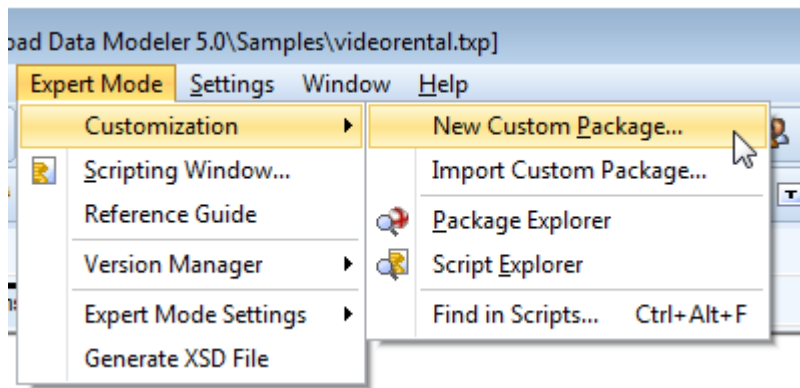 Data Modeler 5.0\Samples\videorental.txp]
Expert Mode Settings Window Help
Customization
Scripting Window...
Reference Guide
Version Manager
Expert Mode Settings
Generate XSD File
New Custom Package...
Import Custom Package...
Package Explorer
Script Explorer
Find in Scripts... Ctrl+Alt+F